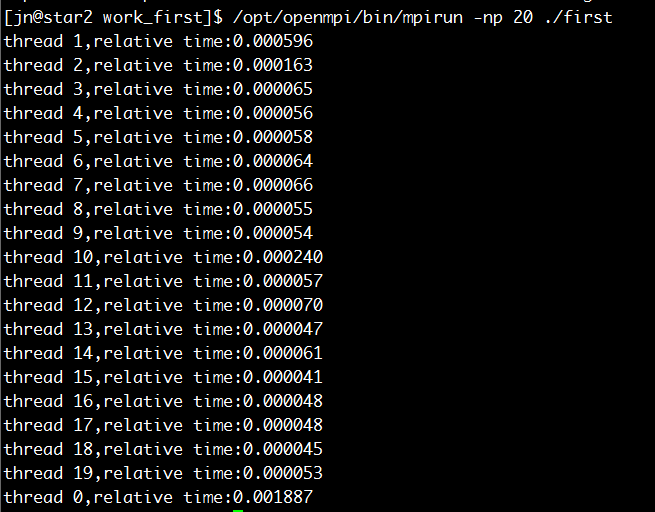 [jn@star2 work_first]$ /opt/openmpi/bin/mpirun -np 20 ./first
thread 1,relative time:0.000596
thread 2,relative time:0.000163
thread 3,relative time:0.000065
thread 4,relative time:0.000056
thread 5,relative time:0.000058
thread 6,relative time:0.000064
thread 7,relative time:0.000066
thread 8,relative time:0.000055
thread 9,relative time:0.000054
thread 10,relative time:0.000240
thread 11,relative time:0.000057
thread 12,relative time:0.000070
thread 13,relative time:0.000047
thread 14,relative time:0.000061
thread 15,relative time:0.000041
thread 16,relative time:0.000048
thread 17,relative time:0.000048
thread 18,relative time:0.000045
thread 19,relative time:0.000053
thread 0,relative time:0.001887